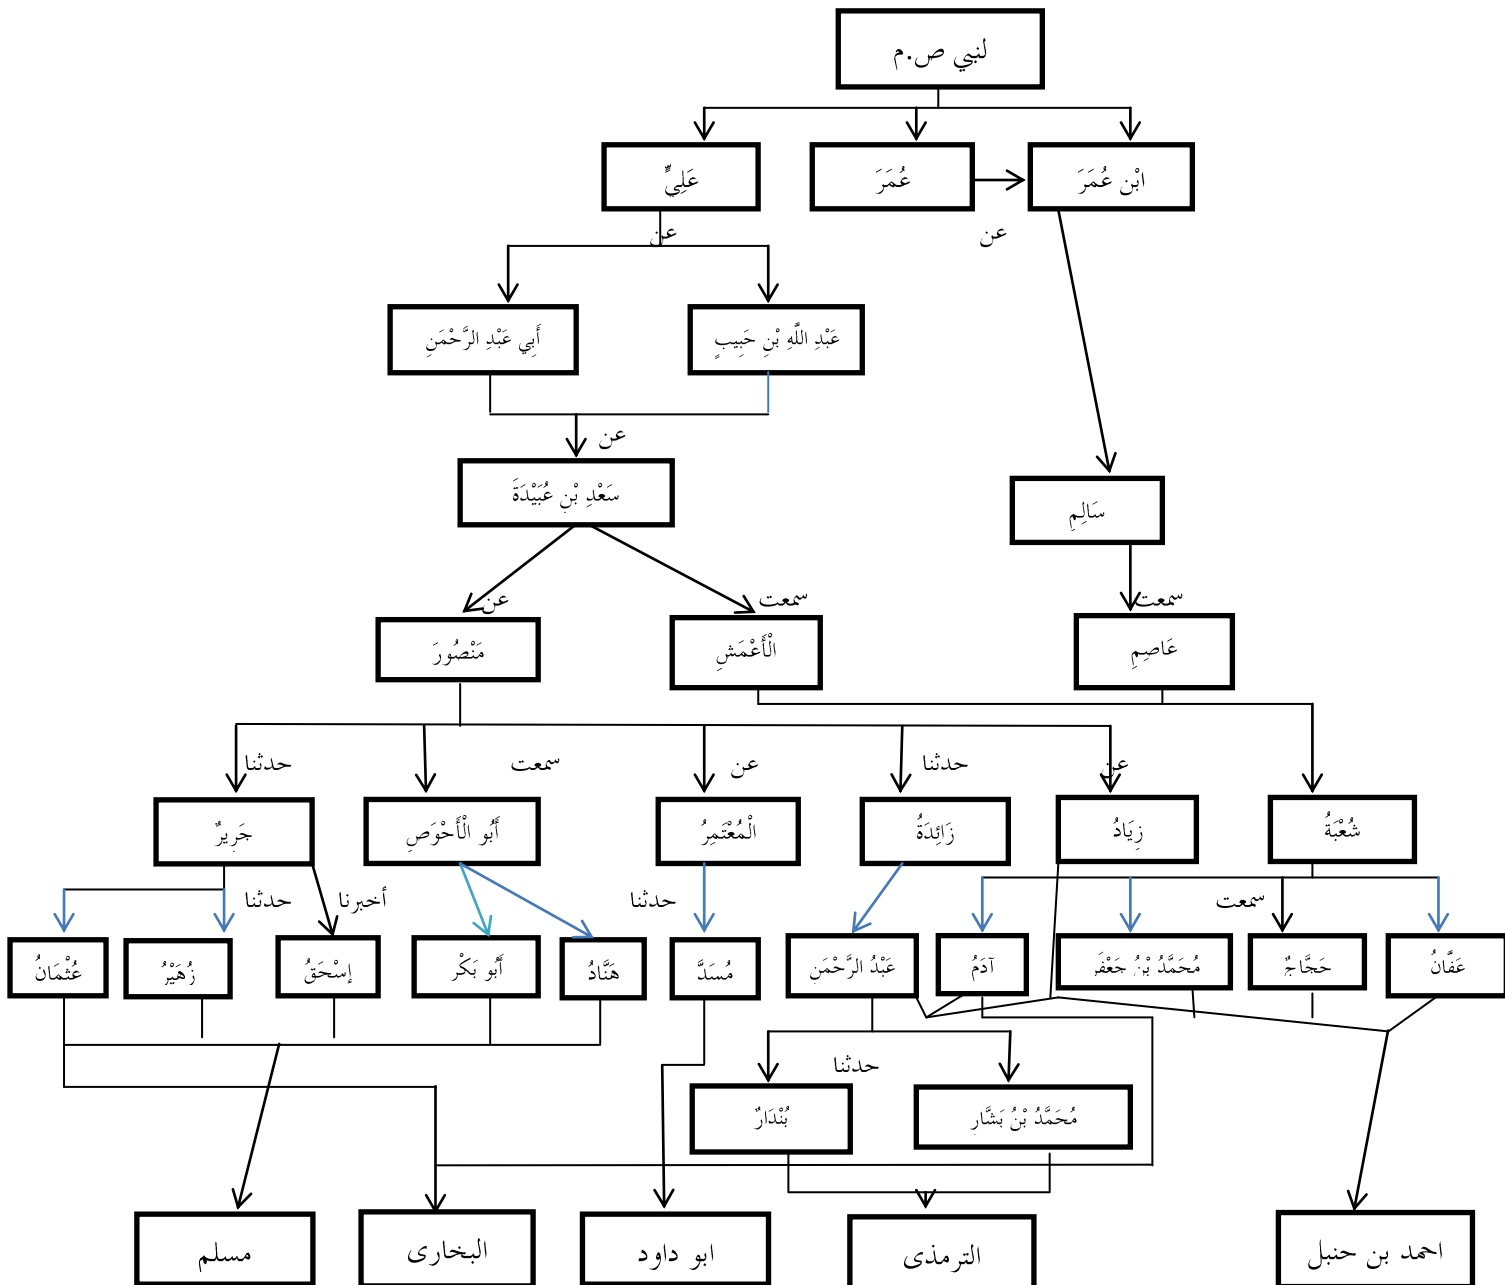 لنبي ص.م
ابْن عُمَرَ
عُمَرَ
عَلِيٍّ
عن
عن
عَبْدِ اللَّهِ بْنِ حَبِيبٍ
أَبِي عَبْدِ الرَّحْمَنِ
عن
سَعْدِ بْنِ عُبَيْدَةَ
سَالِمِ
سمعت
سمعت
عن
عَاصِمِ
الْأَعْمَشِ
مَنْصُورَ
عن
حدثنا
عن
سمعت
حدثنا
شُعْبَةُ
زِيَادُ
زَائِدَةُ
الْمُعْتَمِرُ
أَبُو الْأَحْوَصِ
جَرِيرٌ
سمعت
حدثنا
أخبرنا
حدثنا
عَفَّانُ
حَجَّاجٌ
مُحَمَّدُ بْنُ جَعْفَرٍ
آدَمُ
عَبْدُ الرَّحْمَنِ
مُسَدَّ
هَنَّادُ
أَبُو بَكْر
إِسْحَقُ
زُهَيْرُ
عُثْمَانُ
حدثنا
مُحَمَّدُ بْنُ بَشَّارٍ
بُنْدَارٌ
احمد بن حنبل
الترمذى
ابو داود
البخارى
مسلم